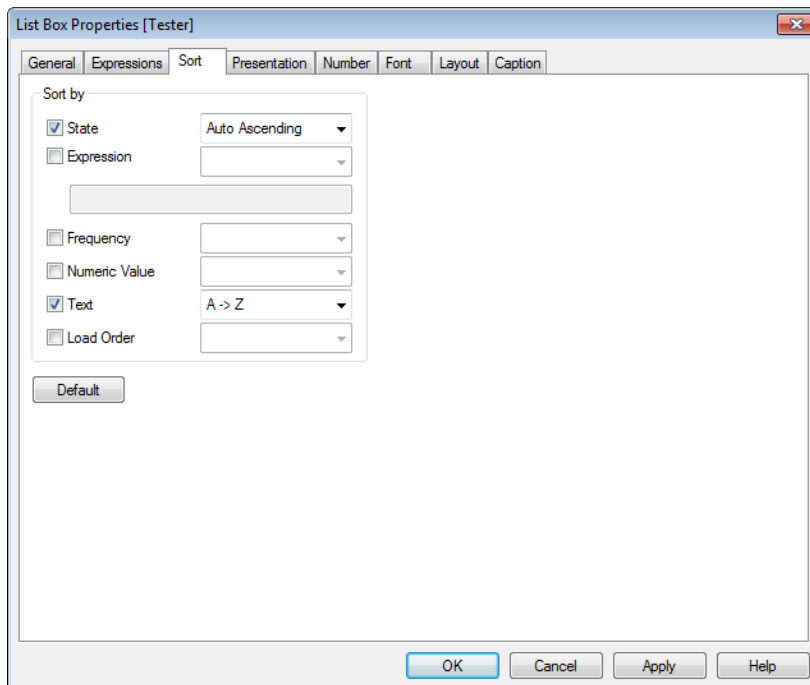 List Box Properties [Tester]
General Expressions Sort Presentation Number Font Layout Caption
Sort by
State Auto Ascending
Expression
Frequency
Numeric Value
Text A -> Z
Load Order
Default
OK Cancel Apply Help